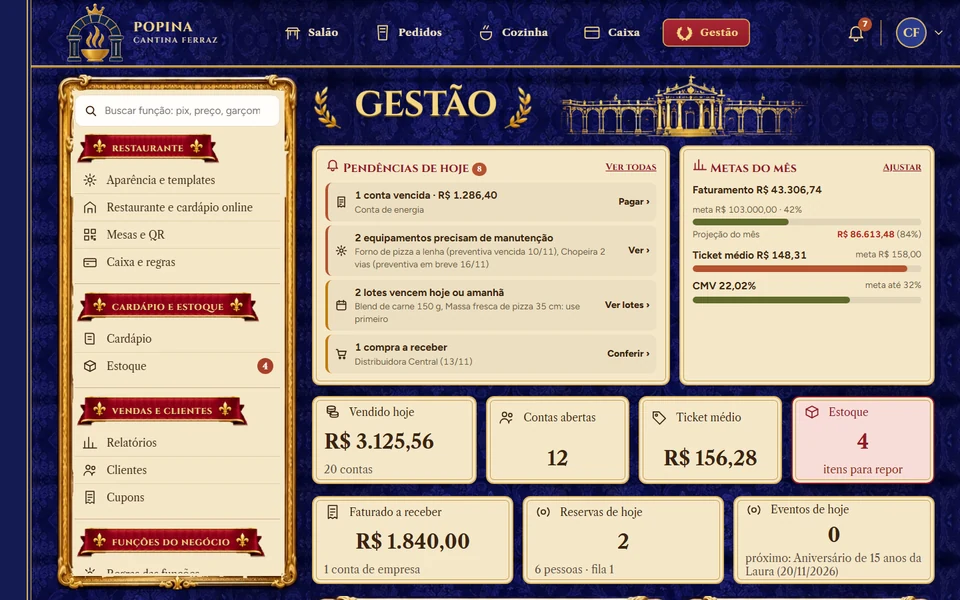 POPINA
CANTINA FERRAZ
Salão
Pedidos
Cozinha
Caixa
Gestão
7
CF
Buscar função: pix, preço, garçom
RESTAURANTE
Aparência e templates
Restaurante e cardápio online
Mesas e QR
Caixa e regras
CARDÁPIO E ESTOQUE
Cardápio
Estoque
4
VENDAS E CLIENTES
Relatórios
Clientes
Cupons
FUNÇÕES DO NEGÓCIO
Regras das funções
GESTÃO
PENDÊNCIAS DE HOJE 8
VER TODAS
1 conta vencida · R$ 1.286,40
Conta de energia
Pagar ›
2 equipamentos precisam de manutenção
Forno de pizza a lenha (preventiva vencida 10/11), Chopeira 2
vias (preventiva em breve 16/11)
Ver ›
2 lotes vencem hoje ou amanhã
Blend de carne 150 g, Massa fresca de pizza 35 cm: use
primeiro
Ver lotes ›
1 compra a receber
Distribuidora Central (13/11)
Conferir ›
METAS DO MÊS
AJUSTAR
Faturamento R$ 43.306,74
meta R$ 103.000,00 · 42%
Projeção do mês
R$ 86.613,48 (84%)
Ticket médio R$ 148,31
meta R$ 158,00
CMV 22,02%
meta até 32%
Vendido hoje
R$ 3.125,56
20 contas
Contas abertas
12
Ticket médio
R$ 156,28
Estoque
4
itens para repor
Faturado a receber
R$ 1.840,00
1 conta de empresa
Reservas de hoje
2
6 pessoas · fila 1
Eventos de hoje
0
próximo: Aniversário de 15 anos da
Laura (20/11/2026)